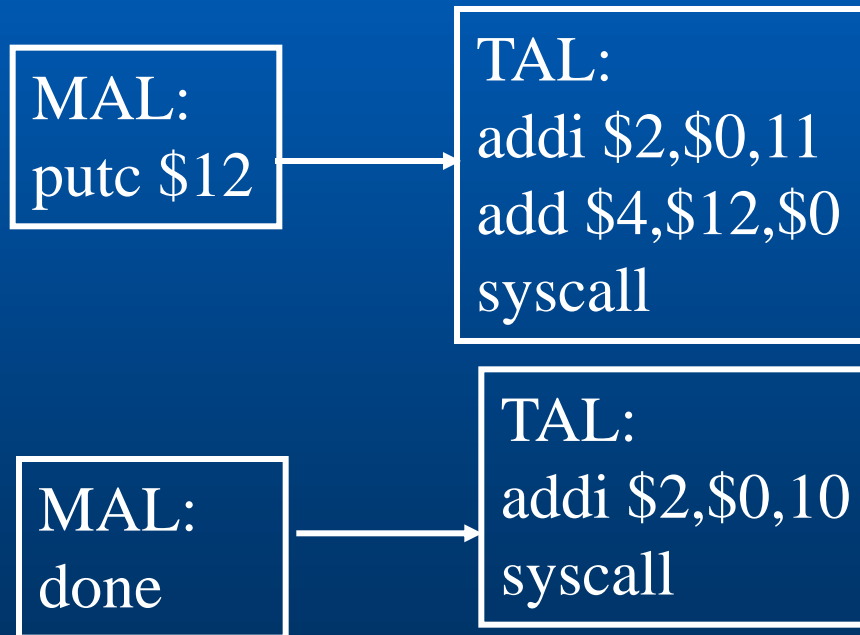 MAL:
putc $12
TAL:
addi $2,$0,11
add $4,$12,$0
syscall
MAL:
done
TAL:
addi $2,$0,10
syscall